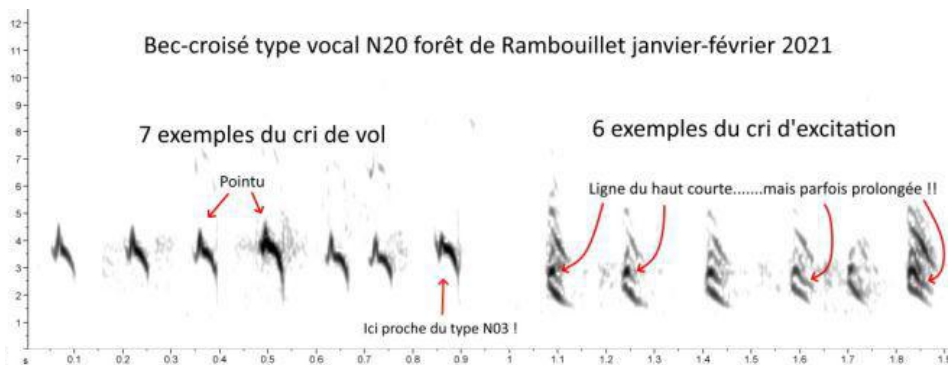 Bec-croisé type vocal N20 forêt de Rambouillet janvier-février 2021
7 exemples du cri de vol
6 exemples du cri d'excitation
Pointu
Ligne du haut courte.......mais parfois prolongée !!
Ici proche du type N03 !
12
11
10
9
8
7
6
5
4
3
2
1
s 0.1 0.2 0.3 0.4 0.5 0.6 0.7 0.8 0.9 1 1.1 1.2 1.3 1.4 1.5 1.6 1.7 1.8 1.9